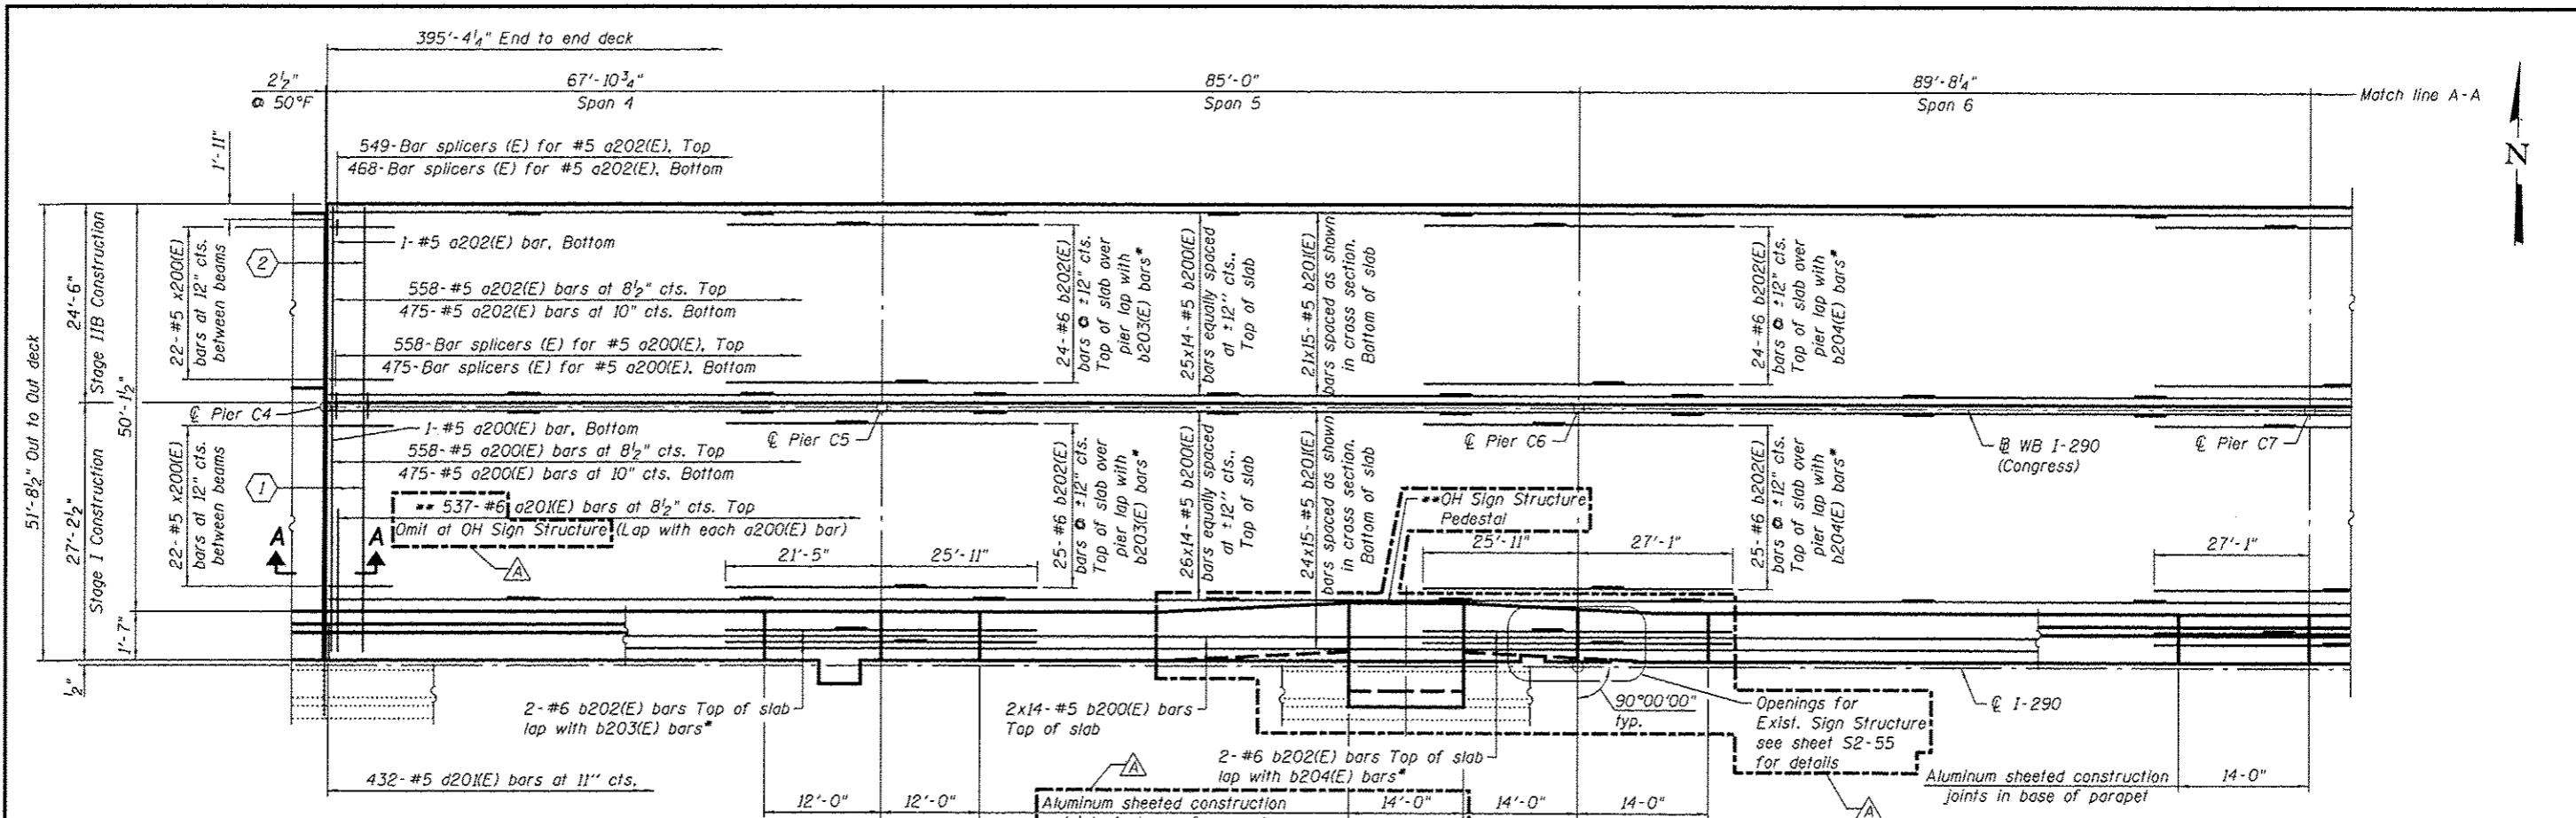 395'-4¼" End to end deck
2½"
@ 50°F
67'-10¾"
Span 4
85'-0"
Span 5
89'-8¼"
Span 6
Match line A-A
N
1'-11"
549-Bar splicers (E) for #5 a202(E), Top
468-Bar splicers (E) for #5 a202(E), Bottom
51'-8½" Out to Out deck
24'-6"
Stage IIB Construction
27'-2½"
Stage I Construction
50'-1½"
1'-7"
½"
22-#5 x200(E)
bars at 12" cts.
between beams
2
1-#5 a202(E) bar, Bottom
558-#5 a202(E) bars at 8½" cts. Top
475-#5 a202(E) bars at 10" cts. Bottom
558-Bar splicers (E) for #5 a200(E), Top
475-Bar splicers (E) for #5 a200(E), Bottom
24-#6 b202(E)
bars @ ±12" cts.
Top of slab over
pier lap with
b203(E) bars*
25x14-#5 b200(E)
bars equally spaced
at ±12" cts.,
Top of slab
21x15-#5 b201(E)
bars spaced as shown
in cross section.
Bottom of slab
24-#6 b202(E)
bars @ ±12" cts.
Top of slab over
pier lap with
b204(E) bars*
℄ Pier C4
℄ Pier C5
℄ Pier C6
℄ Pier C7
WB I-290
(Congress)
22-#5 x200(E)
bars at 12" cts.
between beams
1
1-#5 a200(E) bar, Bottom
558-#5 a200(E) bars at 8½" cts. Top
475-#5 a200(E) bars at 10" cts. Bottom
** 537-#6 a201(E) bars at 8½" cts. Top
Omit at OH Sign Structure (Lap with each a200(E) bar)
A A
A
25-#6 b202(E)
bars @ ±12" cts.
Top of slab over
pier lap with
b203(E) bars*
26x14-#5 b200(E)
bars equally spaced
at ±12" cts.,
Top of slab
24x15-#5 b201(E)
bars spaced as shown
in cross section.
Bottom of slab
**OH Sign Structure
Pedestal
25-#6 b202(E)
bars @ ±12" cts.
Top of slab over
pier lap with
b204(E) bars*
21'-5"
25'-11"
25'-11"
27'-1"
27'-1"
2-#6 b202(E) bars Top of slab
lap with b203(E) bars*
2x14-#5 b200(E) bars
Top of slab
2-#6 b202(E) bars Top of slab
lap with b204(E) bars*
90°00'00"
typ.
Openings for
Exist. Sign Structure
see sheet S2-55
for details
℄ I-290
A
A
432-#5 d201(E) bars at 11" cts.
12'-0"
12'-0"
Aluminum sheeted construction
14'-0"
14'-0"
14-0"
Aluminum sheeted construction
joints in base of parapet
14-0"